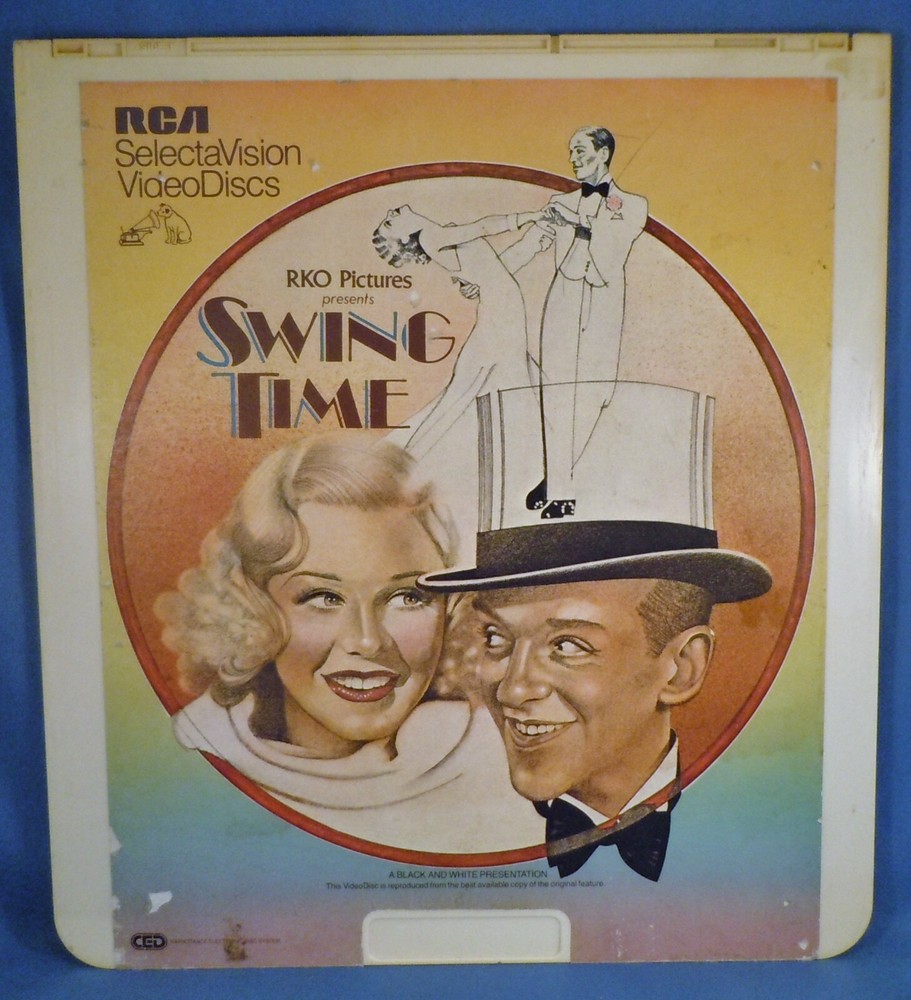 RCA
SelectaVision
VideoDiscs
RKO Pictures
presents
SWING
TIME
A BLACK AND WHITE PRESENTATION
This VideoDisc is reproduced from the best available copy of the original feature.
CED